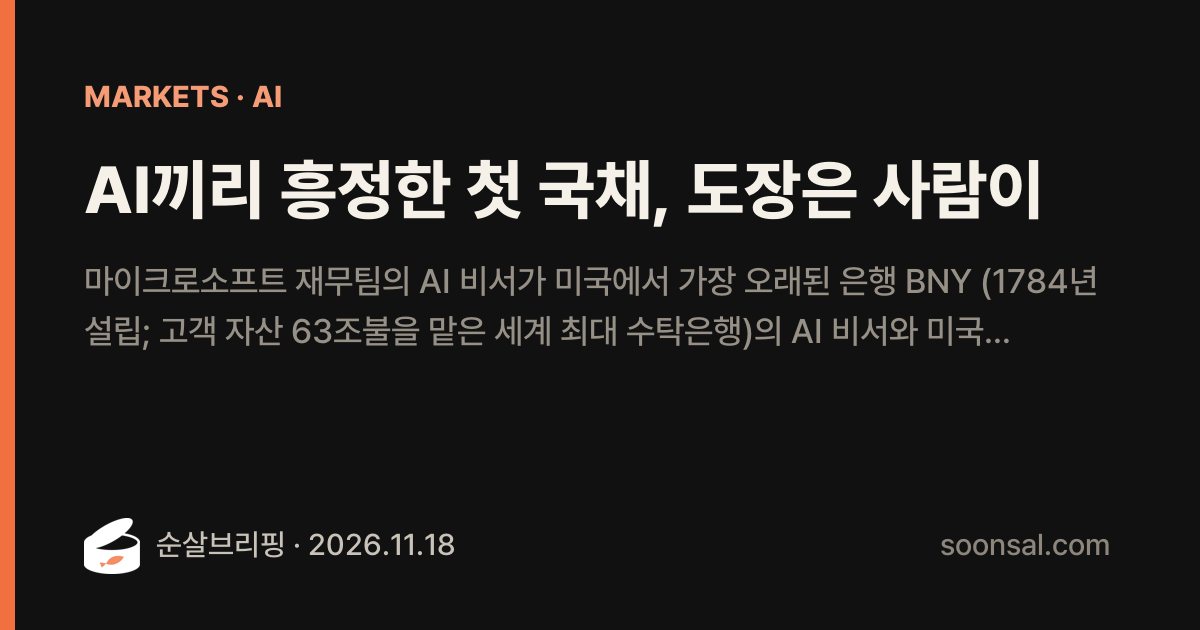 MARKETS · AI
AI끼리 흥정한 첫 국채, 도장은 사람이
마이크로소프트 재무팀의 AI 비서가 미국에서 가장 오래된 은행 BNY (1784년
설립; 고객 자산 63조불을 맡은 세계 최대 수탁은행)의 AI 비서와 미국...
순살브리핑 · 2026.11.18
soonsal.com